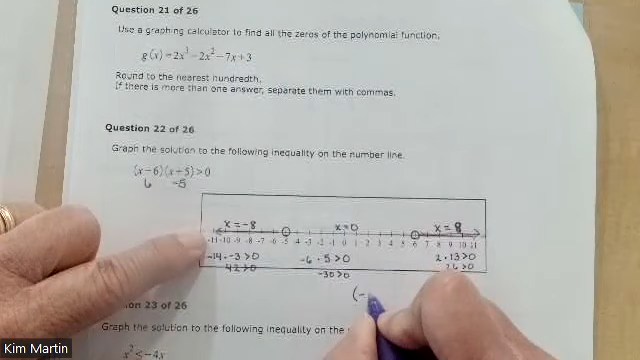 Question 21 of 26
Use a graphing calculator to find all the zeros of the polynomial function.
g(x)=2x³-2x²-7x+3
Round to the nearest hundredth.
If there is more than one answer, separate them with commas.
Question 22 of 26
Graph the solution to the following inequality on the number line.
(x-6)(x+5)>0
6 -5
x=-8 x=0 x=8
-11 -10 -9 -8 -7 -6 -5 -4 -3 -2 -1 0 1 2 3 4 5 6 7 8 9 10 11
-14·-3>0 -6·5>0 2·13>0
42>0 -30>0 26>0
(-
on 23 of 26
Graph the solution to the following inequality on the
x²≤-4x
Kim Martin